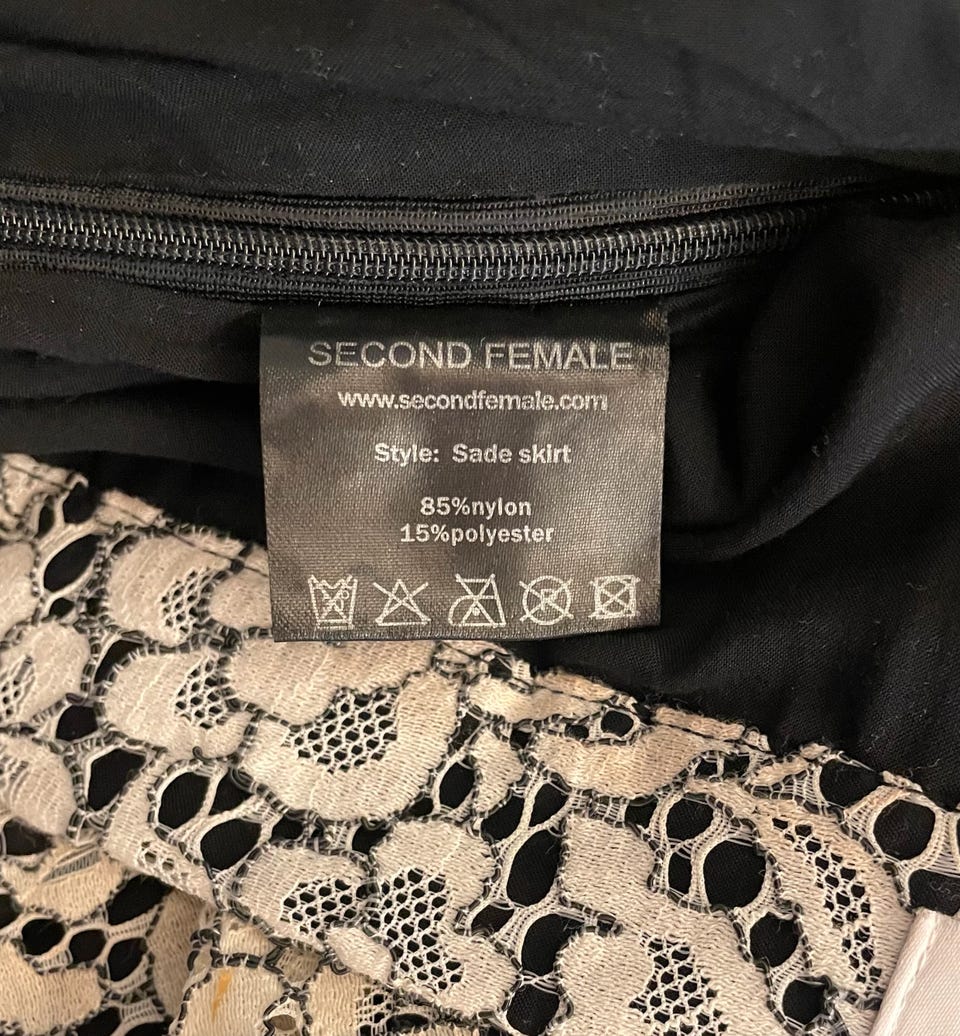 SECOND FEMALE
www.secondfemale.com
Style: Sade skirt
85%nylon
15%polyester